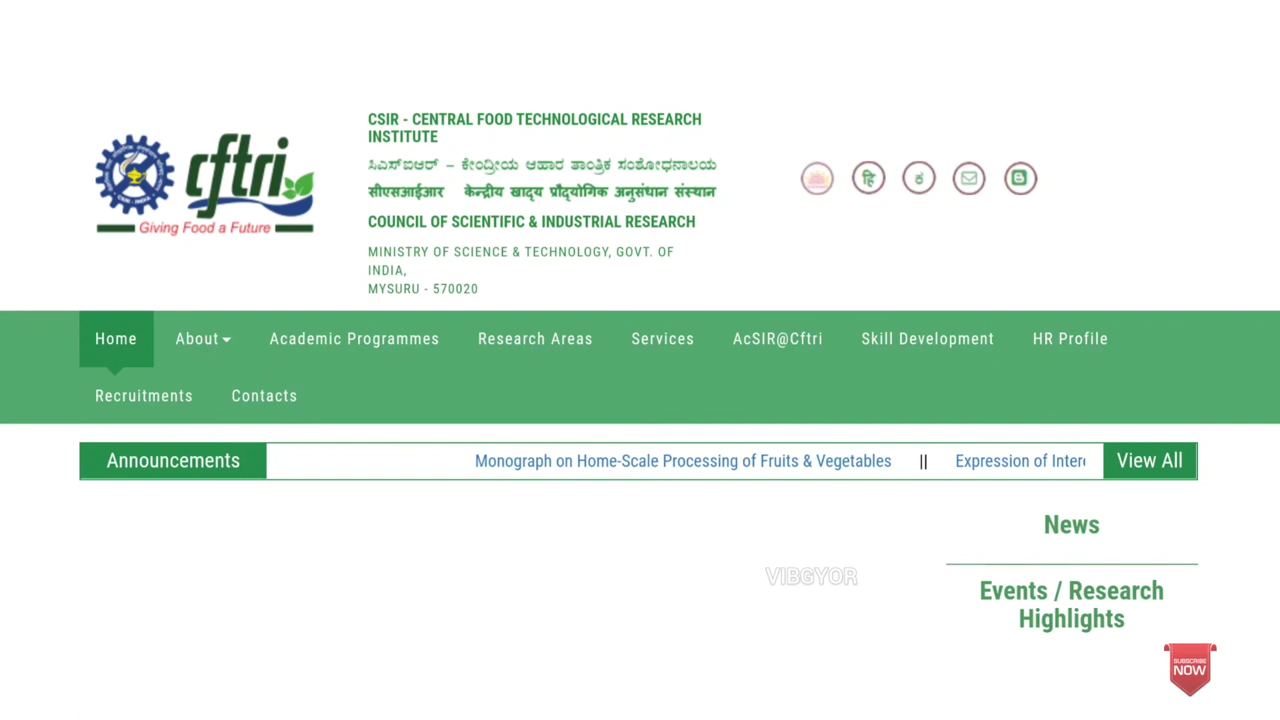 cftri
Giving Food a Future
CSIR - CENTRAL FOOD TECHNOLOGICAL RESEARCH
INSTITUTE
ಸಿಎಸ್ಐಆರ್ – ಕೇಂದ್ರೀಯ ಆಹಾರ ತಾಂತ್ರಿಕ ಸಂಶೋಧನಾಲಯ
सीएसआईआर केन्द्रीय खाद्य प्रौद्योगिक अनुसंधान संस्थान
COUNCIL OF SCIENTIFIC & INDUSTRIAL RESEARCH
MINISTRY OF SCIENCE & TECHNOLOGY, GOVT. OF
INDIA,
MYSURU - 570020
हि ಕ
Home About Academic Programmes Research Areas Services AcSIR@Cftri Skill Development HR Profile
Recruitments Contacts
Announcements Monograph on Home-Scale Processing of Fruits & Vegetables || Expression of Inter View All
News
VIBGYOR
Events / Research
Highlights
SUBSCRIBE
NOW